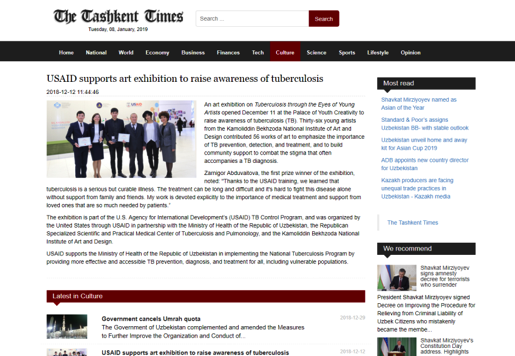 The Tashkent Times
Tuesday, 08, January, 2019
Search ...
Search
Home National World Economy Business Finances Tech Culture Science Sports Lifestyle Opinion
USAID supports art exhibition to raise awareness of tuberculosis
2018-12-12 11:44:46
An art exhibition on Tuberculosis through the Eyes of Young
Artists opened December 11 at the Palace of Youth Creativity to
raise awareness of tuberculosis (TB). Thirty-six young artists
from the Kamoliddin Bekhzoda National Institute of Art and
Design contributed 56 works of art to emphasize the importance
of TB prevention, detection, and treatment, and to build
community support to combat the stigma that often
accompanies a TB diagnosis.
Zarnigor Abduvalitova,
the first prize winner of the exhibition,
noted: "Thanks to the USAID training, we learned that
tuberculosis is a serious but curable illness. The treatment can be long and difficult and it's hard to fight this disease alone
without support from family and friends. My work is devoted explicitly to the importance of medical treatment and support from
loved ones that are so much needed by patients."
The exhibition is part of the U.S. Agency for International Development's (USAID) TB Control Program, and was organized by
the United States through USAID in partnership with the Ministry of Health of the Republic of Uzbekistan, the Republican
Specialized Scientific and Practical Medical Center of Tuberculosis and Pulmonology, and the Kamoliddin Bekhzoda National
Institute of Art and Design.
USAID supports the Ministry of Health of the Republic of Uzbekistan in implementing the National Tuberculosis Program by
providing more effective and accessible TB prevention, diagnosis, and treatment for all, including vulnerable populations.
Latest in Culture
Government cancels Umrah quota
2018-12-28
The Government of Uzbekistan complemented and amended the Measures
to Further Improve the Organization and Conduct of...
USAID supports art exhibition to raise awareness of tuberculosis
2018-12-12
Most read
Shavkat Mirziyoyev named as
Asian of the Year
Standard & Poor's assigns
Uzbekistan BB- with stable outlook
Uzbekistan unveil home and away
kit for Asian Cup 2019
ADB appoints new country director
for Uzbekistan
Kazakh producers are facing
unequal trade practices in
Uzbekistan - Kazakh media
The Tashkent Times
We recommend
Shavkat Mirziyoyev
signs amnesty
decree for terrorists
who surrender
President Shavkat Mirziyoyev signed
Decree on Improving the Procedure for
Relieving from Criminal Liability of
Uzbek Citizens who mistakenly
became the membe...
Shavkat Mirziyoyev's
Constitution Day
address. Highlights